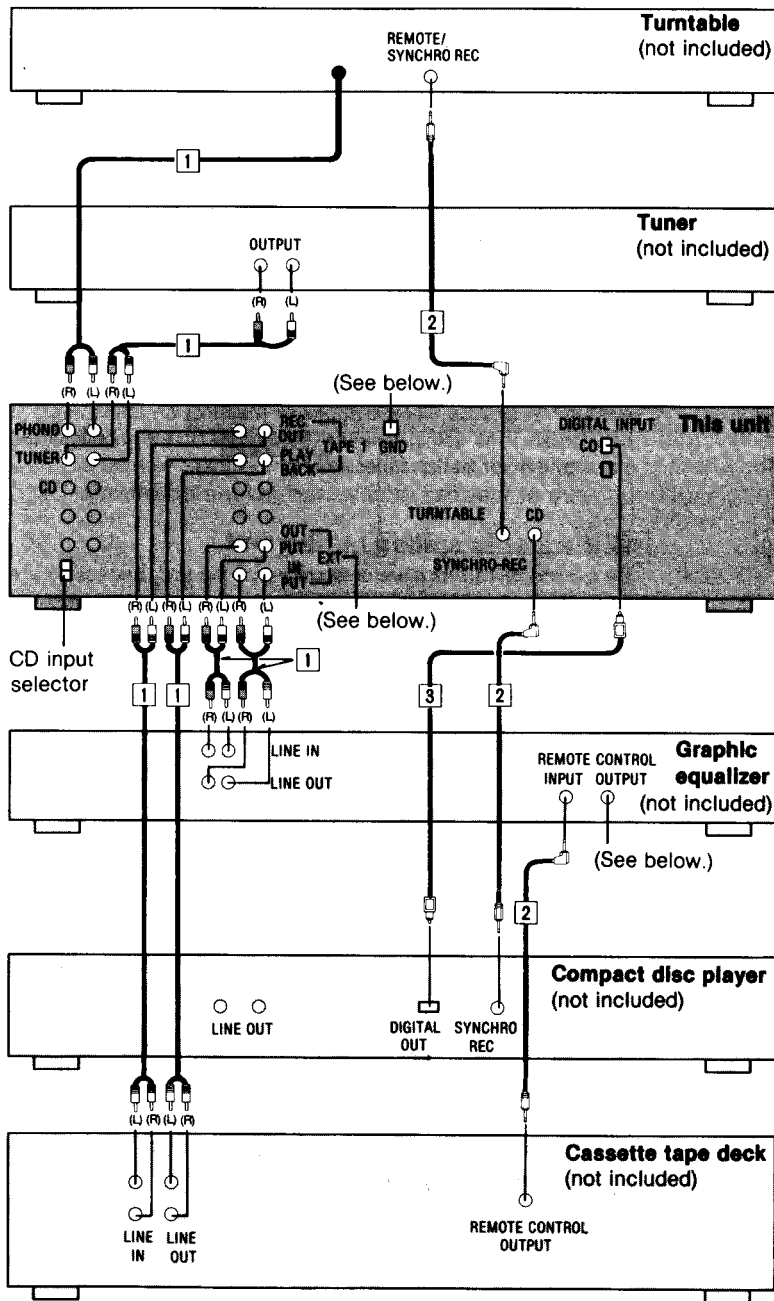 Turntable
(not included)
REMOTE/
SYNCHRO REC
1
Tuner
(not included)
OUTPUT
(R) (L)
1
2
(R) (L) (R) (L)
(See below.)
This unit
PHONO
TUNER
CD
REC
OUT
PLAY
BACK
TAPE 1
GND
OUT
PUT
IN
PUT
EXT
DIGITAL INPUT
CD
TURNTABLE
CD
SYNCHRO-REC
(R) (L) (R) (L) (R) (L) (R) (L)
(See below.)
CD input
selector
1
1
1
3
2
(R) (L) (R) (L)
LINE IN
LINE OUT
Graphic
equalizer
(not included)
REMOTE CONTROL
INPUT OUTPUT
(See below.)
2
Compact disc player
(not included)
LINE OUT
DIGITAL
OUT
SYNCHRO
REC
(L) (R) (L) (R)
Cassette tape deck
(not included)
LINE
IN
LINE
OUT
REMOTE CONTROL
OUTPUT